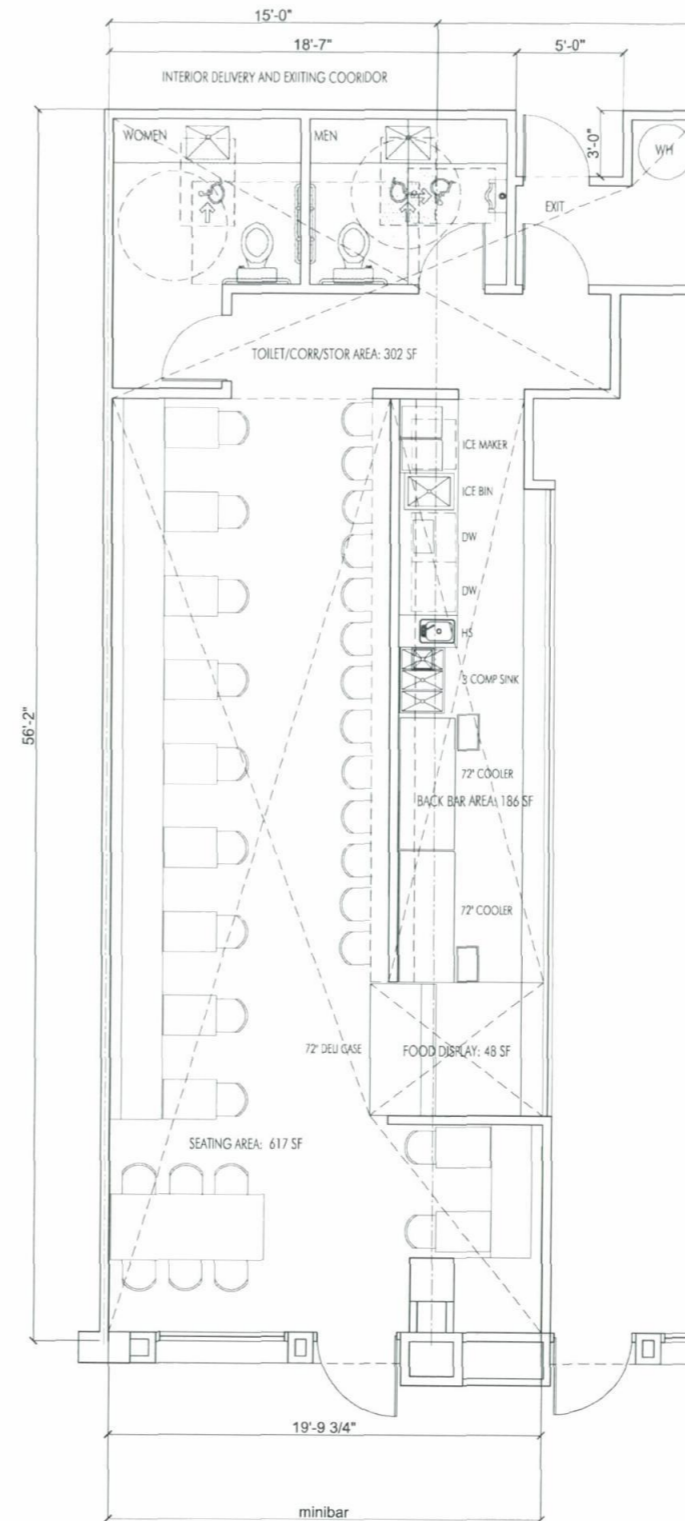 15'-0"
18'-7"
5'-0"
INTERIOR DELIVERY AND EXIITING COORIDOR
WOMEN
MEN
3'-0"
WH
EXIT
TOILET/CORR/STOR AREA: 302 SF
ICE MAKER
ICE BIN
DW
DW
HS
3 COMP SINK
56'-2"
72" COOLER
BACK BAR AREA: 186 SF
72" COOLER
72" DELI CASE
FOOD DISPLAY: 48 SF
SEATING AREA: 617 SF
19'-9 3/4"
minibar